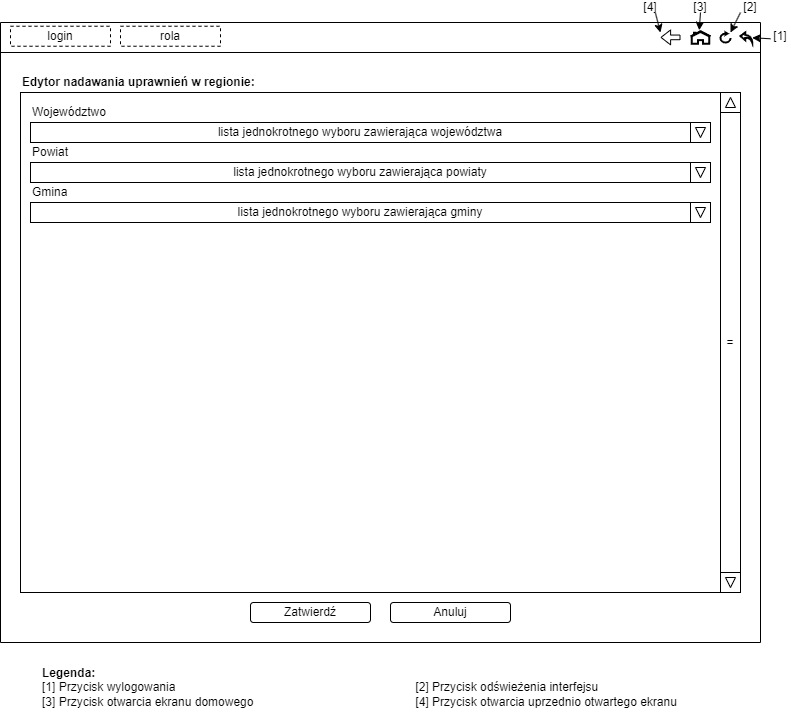 [4] [3] [2]
login rola [1]
Edytor nadawania uprawnień w regionie:
Województwo
lista jednokrotnego wyboru zawierająca województwa
Powiat
lista jednokrotnego wyboru zawierająca powiaty
Gmina
lista jednokrotnego wyboru zawierająca gminy
=
Zatwierdź Anuluj
Legenda:
[1] Przycisk wylogowania [2] Przycisk odświeżenia interfejsu
[3] Przycisk otwarcia ekranu domowego [4] Przycisk otwarcia uprzednio otwartego ekranu